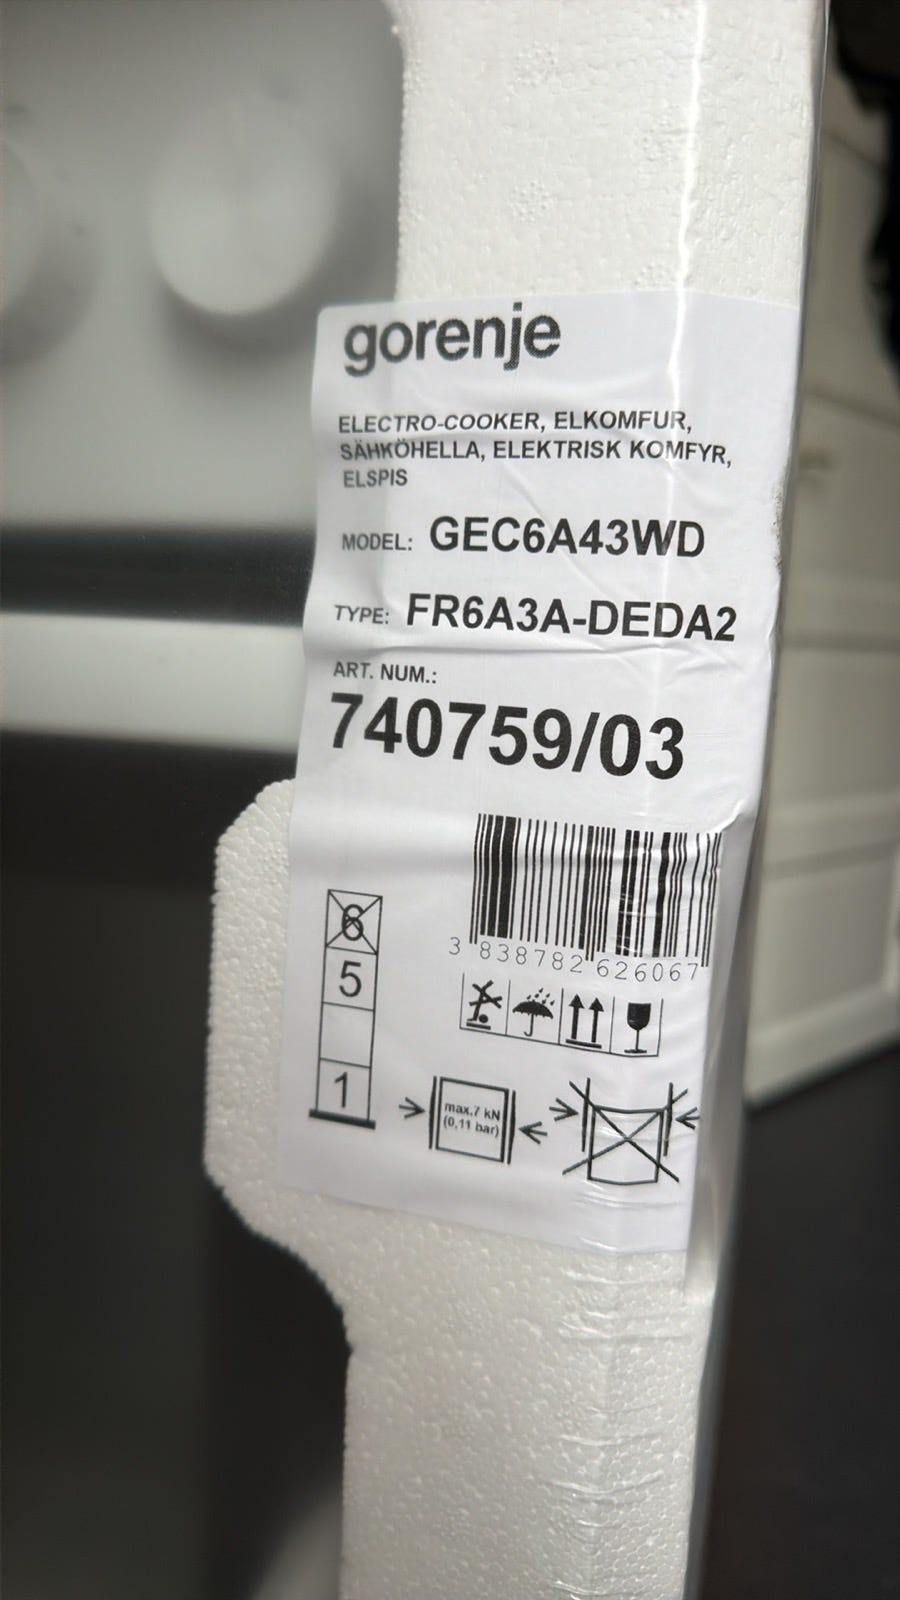 gorenje
ELECTRO-COOKER, ELKOMFUR,
SÄHKÖHELLA, ELEKTRISK KOMFYR,
ELSPIS
MODEL: GEC6A43WD
TYPE: FR6A3A-DEDA2
ART. NUM.:
740759/03
3 838782 626067
6
5
1
max.7 kN
(0,11 bar)